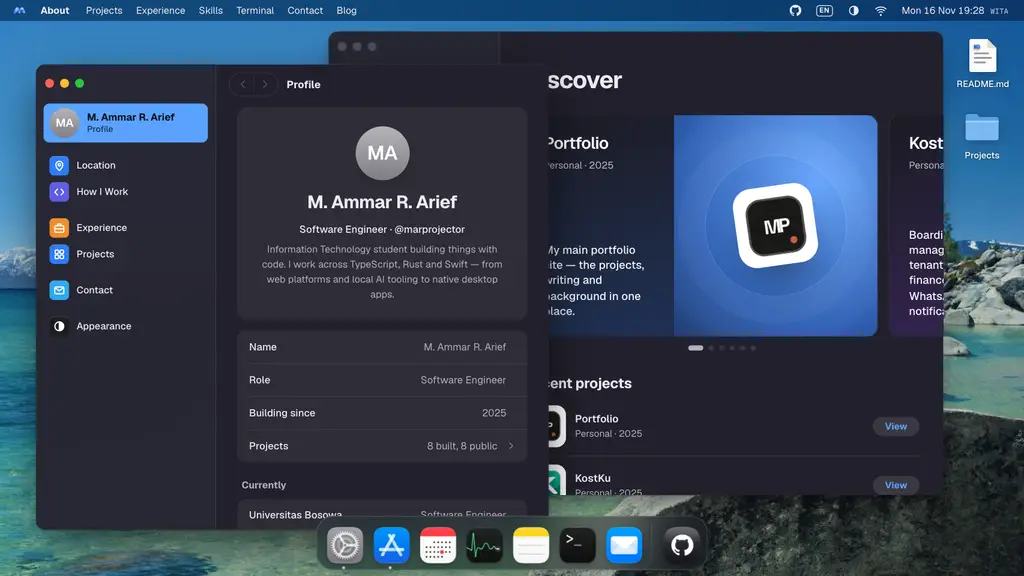 About Projects Experience Skills Terminal Contact Blog EN Mon 16 Nov 19:28 WITA
README.md
Projects
MA M. Ammar R. Arief
Profile
Location
How I Work
Experience
Projects
Contact
Appearance
Profile
MA
M. Ammar R. Arief
Software Engineer · @marprojector
Information Technology student building things with
code. I work across TypeScript, Rust and Swift — from
web platforms and local AI tooling to native desktop
apps.
Name M. Ammar R. Arief
Role Software Engineer
Building since 2025
Projects 8 built, 8 public
Currently
Universitas Bosowa Software Engineer
scover
Portfolio
ersonal · 2025
My main portfolio
ite — the projects,
writing and
background in one
place.
MP
Kost
Persona
Boardi
manag
tenant
financ
Whats
notific
ent projects
Portfolio
Personal · 2025
View
KostKu
Personal · 2025
View